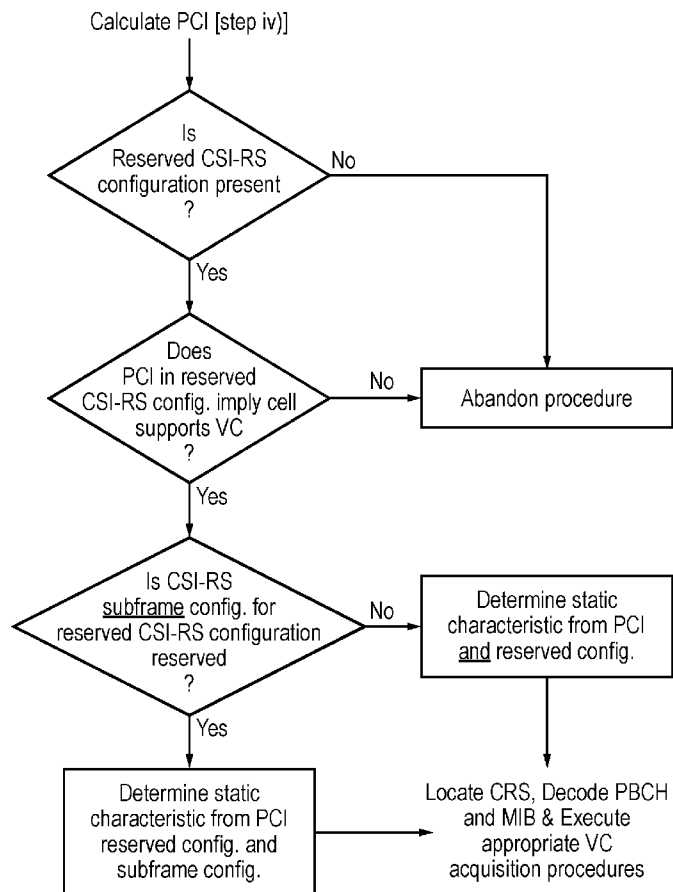 Calculate PCI [step iv)]
Is
Reserved CSI-RS
configuration present
?
No
Yes
Does
PCI in reserved
CSI-RS config. imply cell
supports VC
?
No
Abandon procedure
Yes
Is CSI-RS
subframe config. for
reserved CSI-RS configuration
reserved
?
No
Determine static
characteristic from PCI
and reserved config.
Yes
Determine static
characteristic from PCI
reserved config. and
subframe config.
Locate CRS, Decode PBCH
and MIB & Execute
appropriate VC
acquisition procedures